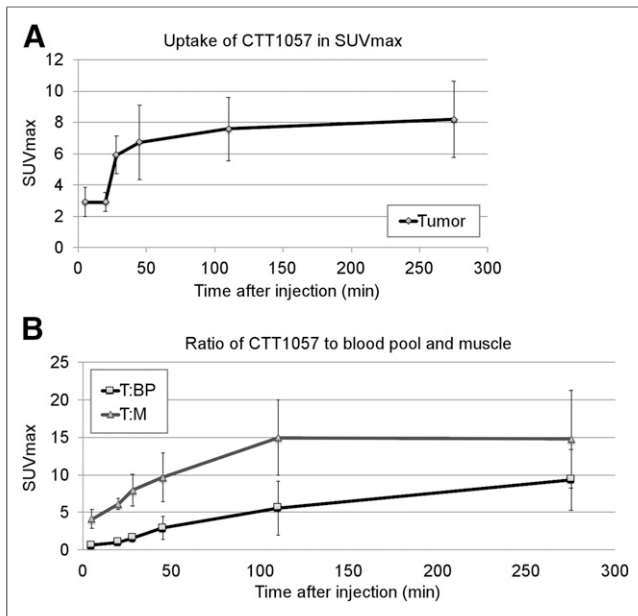 A
Uptake of CTT1057 in SUVmax
12
10
8
6
4
2
0
SUVmax
Tumor
0 50 100 150 200 250 300
Time after injection (min)
B
Ratio of CTT1057 to blood pool and muscle
25
20
15
10
5
0
SUVmax
T:BP
T:M
0 50 100 150 200 250 300
Time after injection (min)